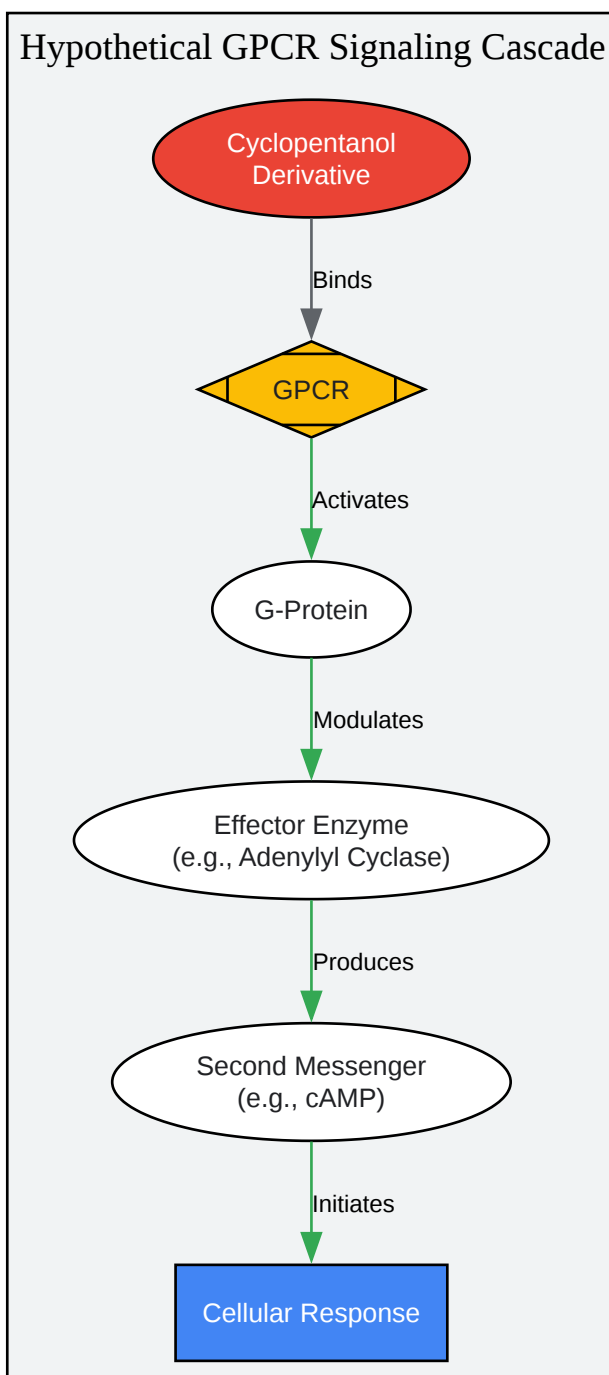 Hypothetical GPCR Signaling Cascade
Cyclopentanol
Derivative
Binds
GPCR
Activates
G-Protein
Modulates
Effector Enzyme
(e.g., Adenylyl Cyclase)
Produces
Second Messenger
(e.g., cAMP)
Initiates
Cellular Response